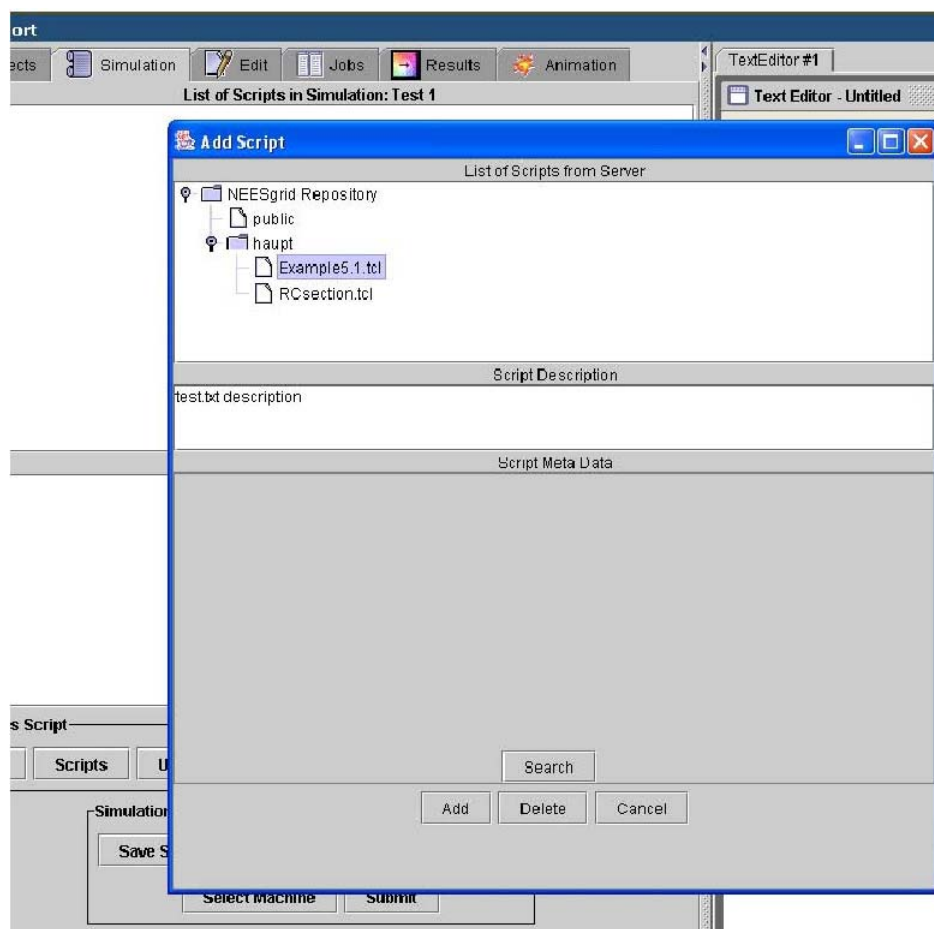 ort
ects Simulation Edit Jobs Results Animation
TextEditor #1
List of Scripts in Simulation: Test 1
Text Editor - Untitled
Add Script
List of Scripts from Server
NEESgrid Repository
public
haupt
Example5.1.tcl
RCsection.tcl
Script Description
test.txt description
Script Meta Data
s Script
Scripts U
Search
Simulation
Add Delete Cancel
Save S
Select Machine Submit